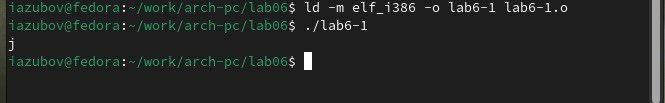 iazubov@fedora:~/work/arch-pc/lab06$ ld -m elf_i386 -o lab6-1 lab6-1.o
iazubov@fedora:~/work/arch-pc/lab06$ ./lab6-1
j
iazubov@fedora:~/work/arch-pc/lab06$